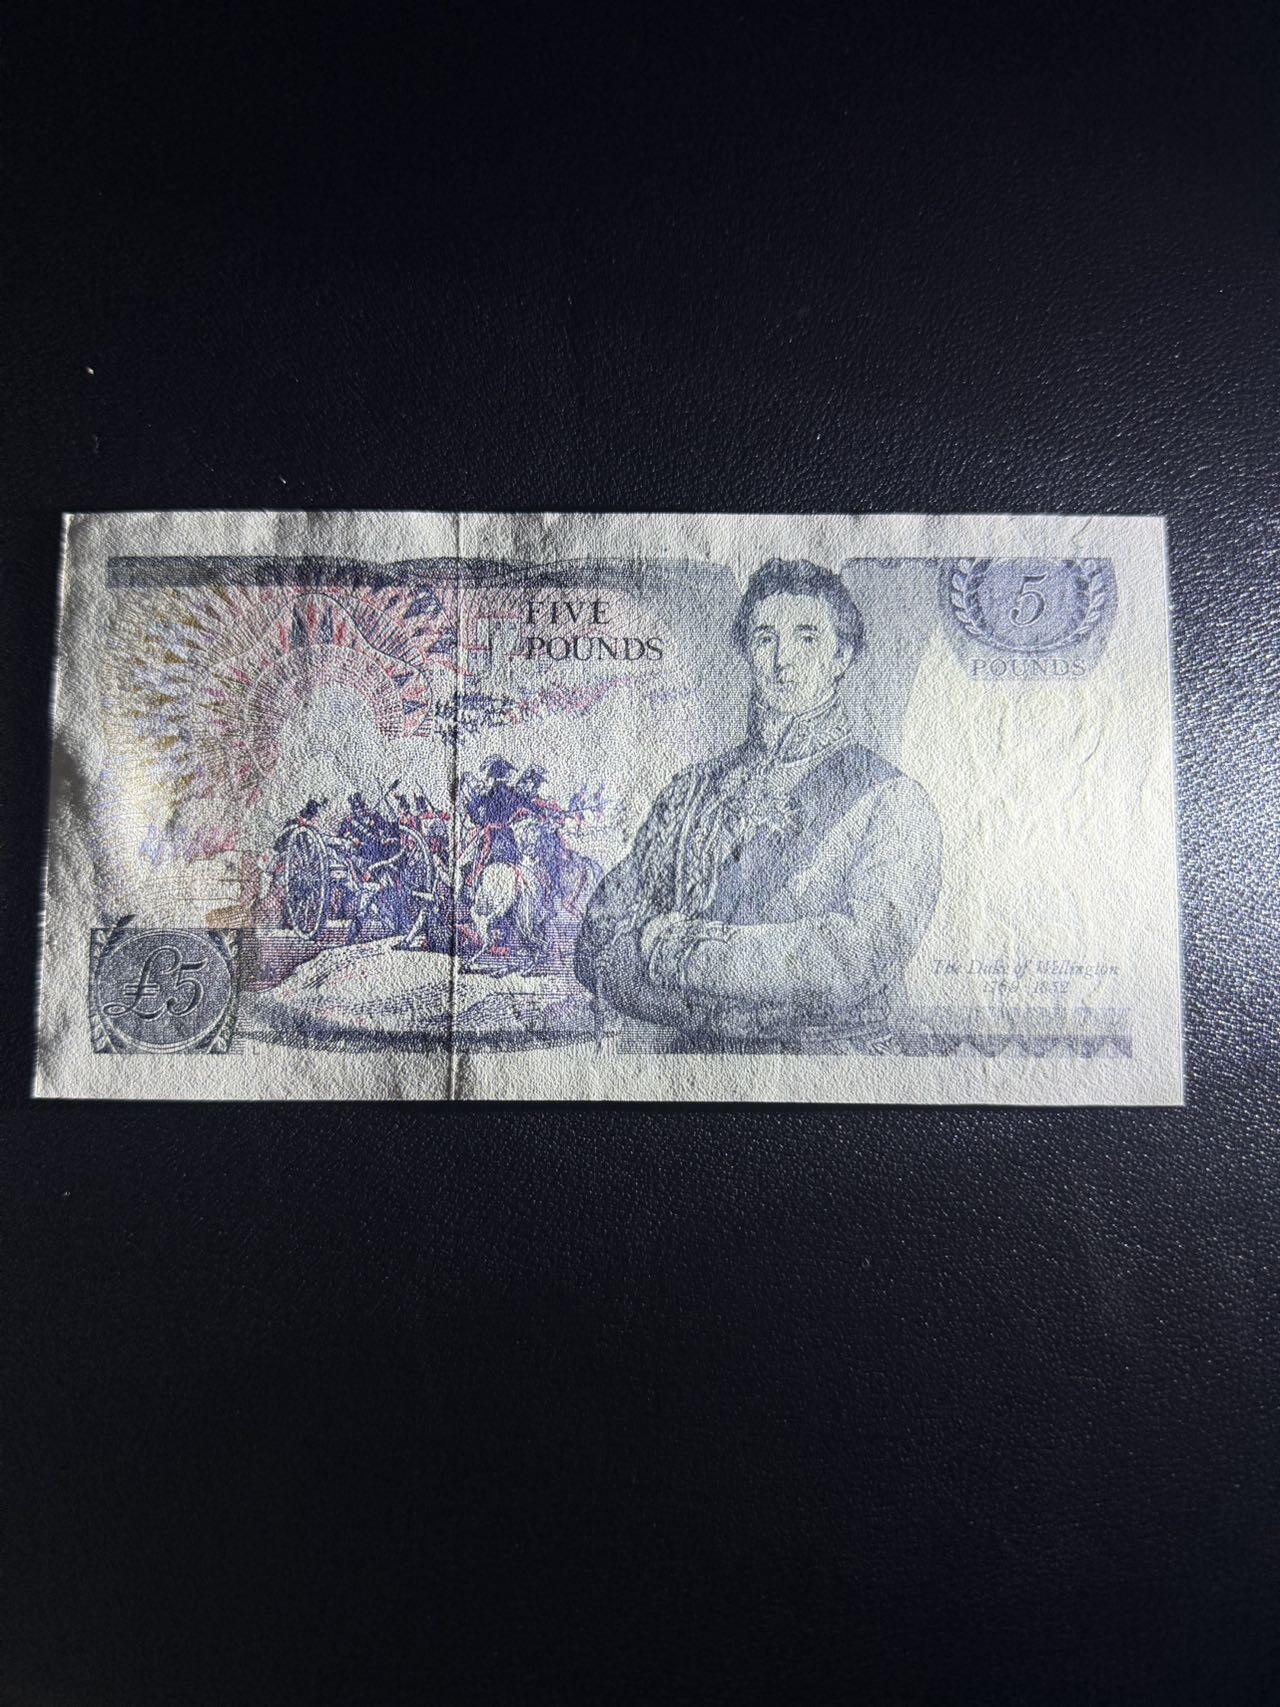 FIVE
POUNDS
5
POUNDS
£5
The Duke of Wellington
1769-1852